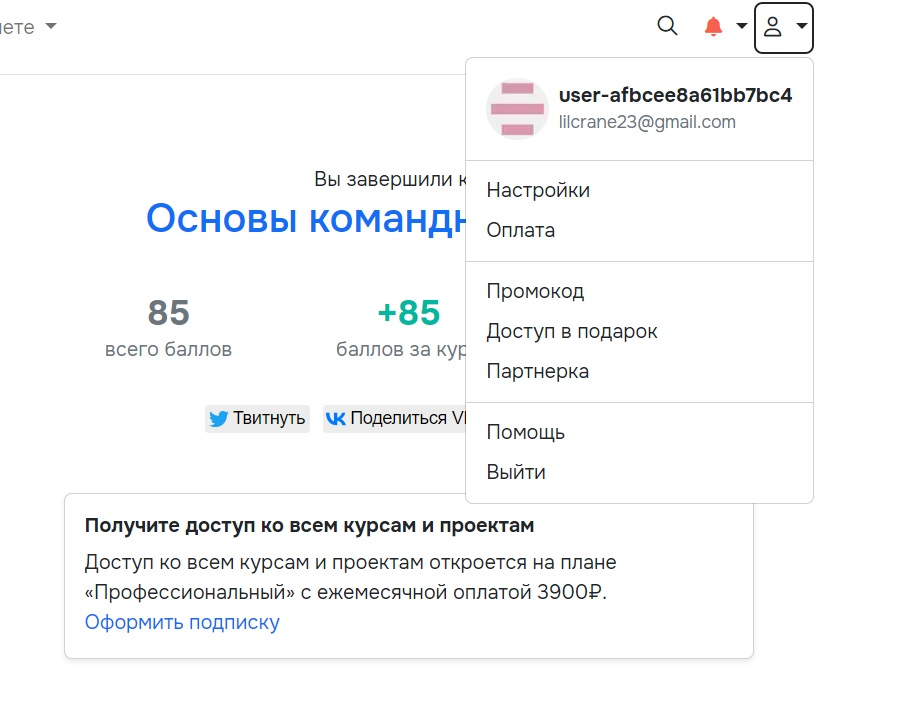 ете
user-afbcee8a61bb7bc4
lilcrane23@gmail.com
Настройки
Оплата
Промокод
Доступ в подарок
Партнерка
Помощь
Выйти
Вы завершили к
Основы командн
85
всего баллов
+85
баллов за кур
Твитнуть
Поделиться VK
Получите доступ ко всем курсам и проектам
Доступ ко всем курсам и проектам откроется на плане
«Профессиональный» с ежемесячной оплатой 3900₽.
Оформить подписку